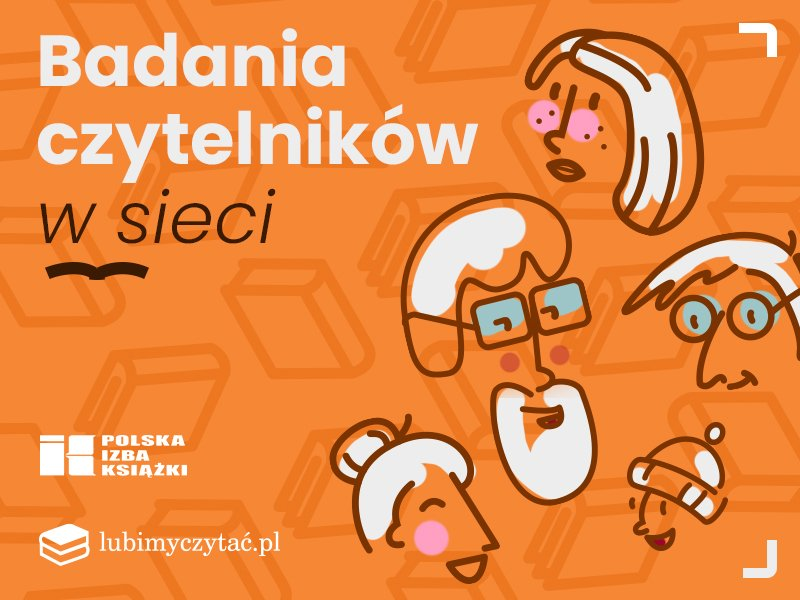 Badania
czytelników
w sieci
POLSKA
IZBA
KSIĄŻKI
lubimyczytać.pl